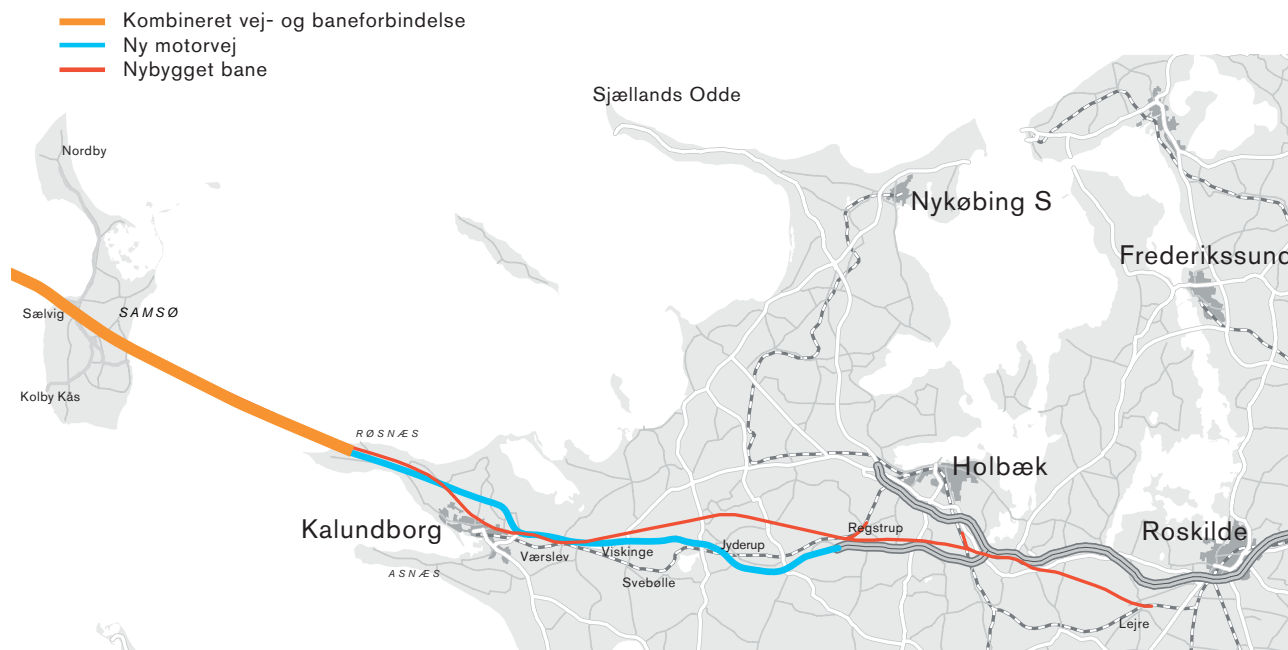 Kombineret vej- og baneforbindelse
Ny motorvej
Nybygget bane
Sjællands Odde
Nordby
Nykøbing S
Frederikssund
Sælvig
SAMSØ
Kolby Kås
RØSNÆS
Holbæk
Kalundborg
Regstrup
Roskilde
Jyderup
Viskinge
Værslev
ASNÆS
Svebølle
Lejre